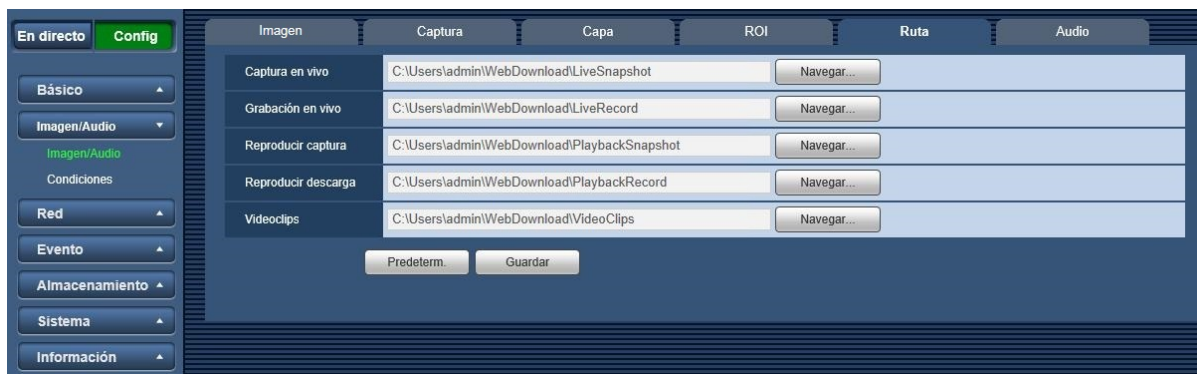 En directo Config
Imagen Captura Capa ROI Ruta Audio
Básico
Imagen/Audio
Imagen/Audio
Condiciones
Red
Evento
Almacenamiento
Sistema
Información
Captura en vivo C:\Users\admin\WebDownload\LiveSnapshot Navegar...
Grabación en vivo C:\Users\admin\WebDownload\LiveRecord Navegar...
Reproducir captura C:\Users\admin\WebDownload\PlaybackSnapshot Navegar...
Reproducir descarga C:\Users\admin\WebDownload\PlaybackRecord Navegar...
Videoclips C:\Users\admin\WebDownload\VideoClips Navegar...
Predeterm. Guardar